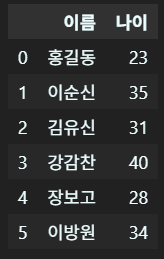 이름 나이
0 홍길동 23
1 이순신 35
2 김유신 31
3 강감찬 40
4 장보고 28
5 이방원 34